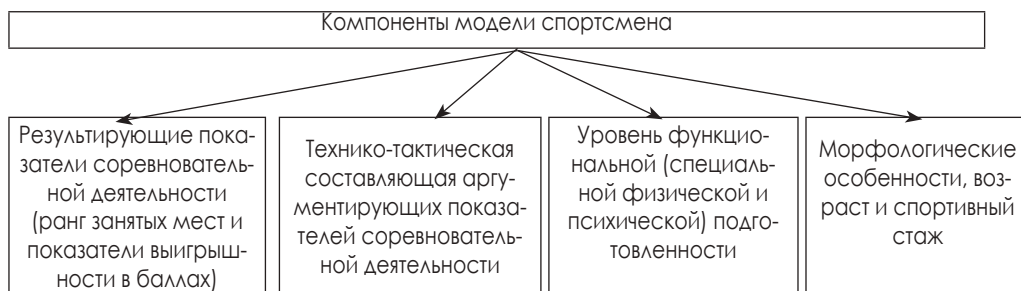 Компоненты модели спортсмена
Результирующие пока-
затели соревнователь-
ной деятельности
(ранг занятых мест и
показатели выигрыш-
ности в баллах)
Технико-тактическая
составляющая аргу-
ментирующих показа-
телей соревнователь-
ной деятельности
Уровень функцио-
нальной (специаль-
ной физической и
психической) подго-
товленности
Морфологические
особенности, воз-
раст и спортивный
стаж